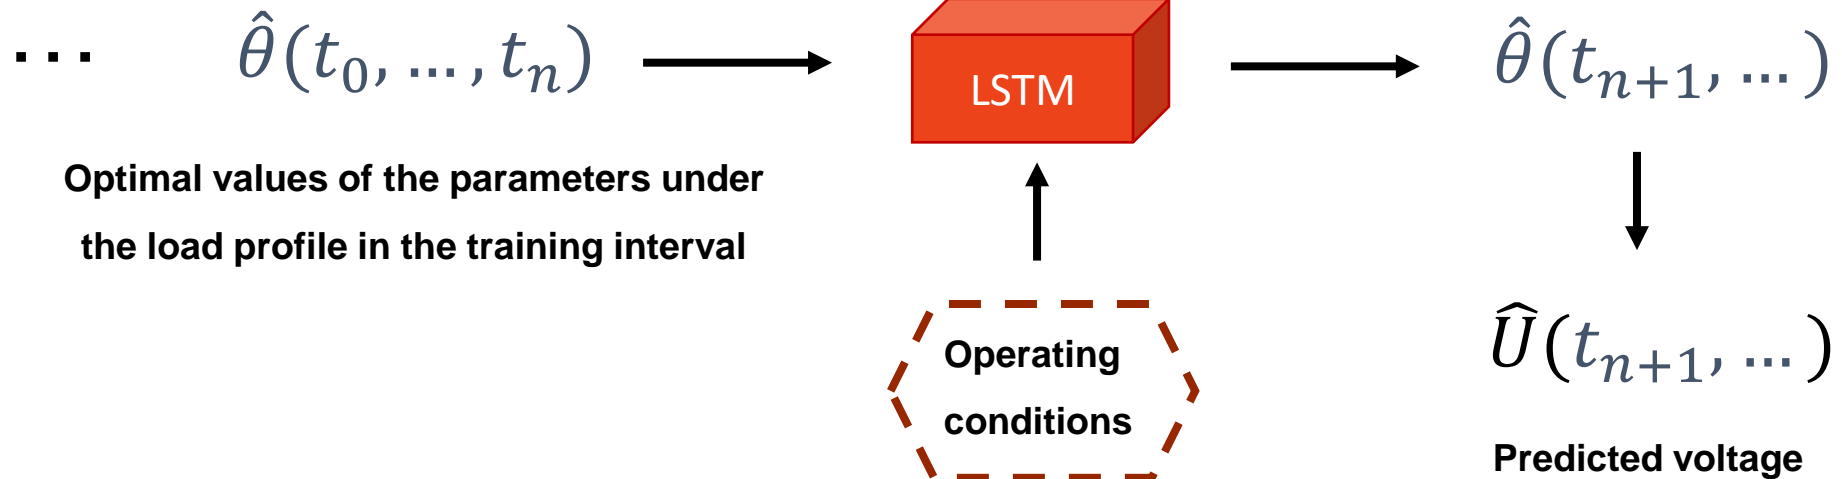 ... θ̂(t₀, ..., tₙ) LSTM θ̂(tₙ₊₁, ...)
Optimal values of the parameters under
the load profile in the training interval
Operating
conditions
Û(tₙ₊₁, ...)
Predicted voltage